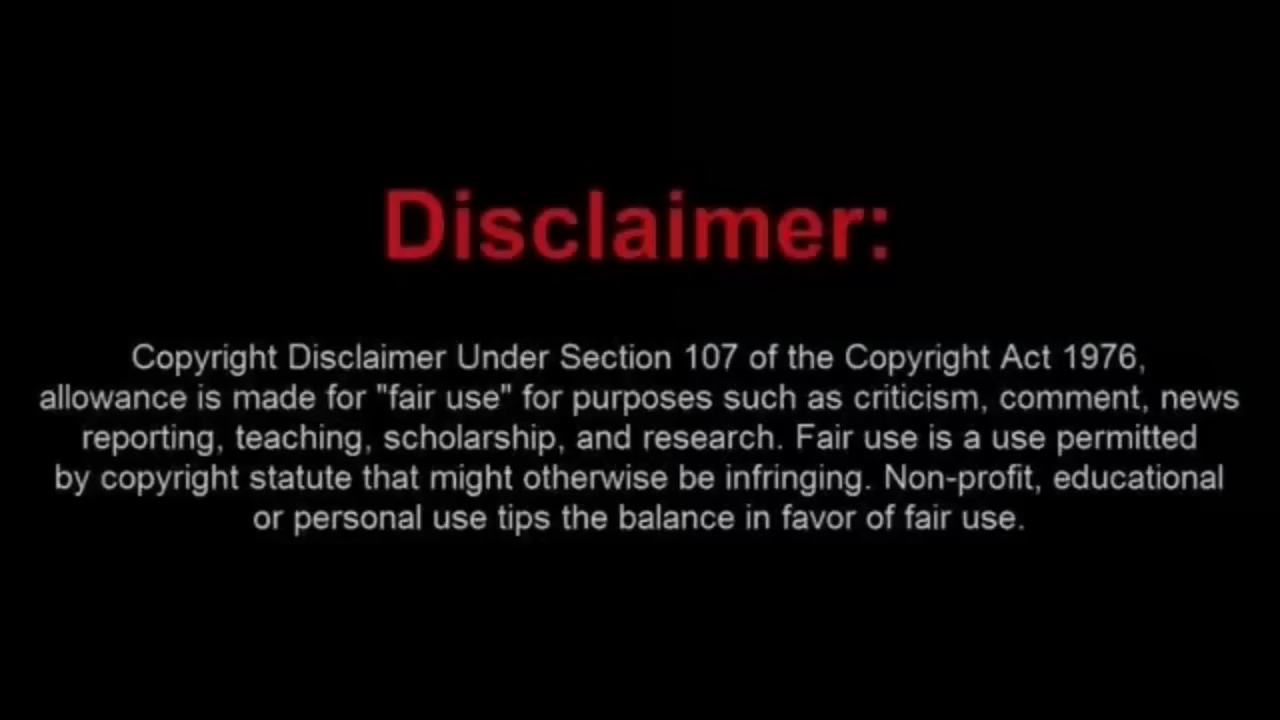 Disclaimer:
Copyright Disclaimer Under Section 107 of the Copyright Act 1976,
allowance is made for "fair use" for purposes such as criticism, comment, news
reporting, teaching, scholarship, and research. Fair use is a use permitted
by copyright statute that might otherwise be infringing. Non-profit, educational
or personal use tips the balance in favor of fair use.